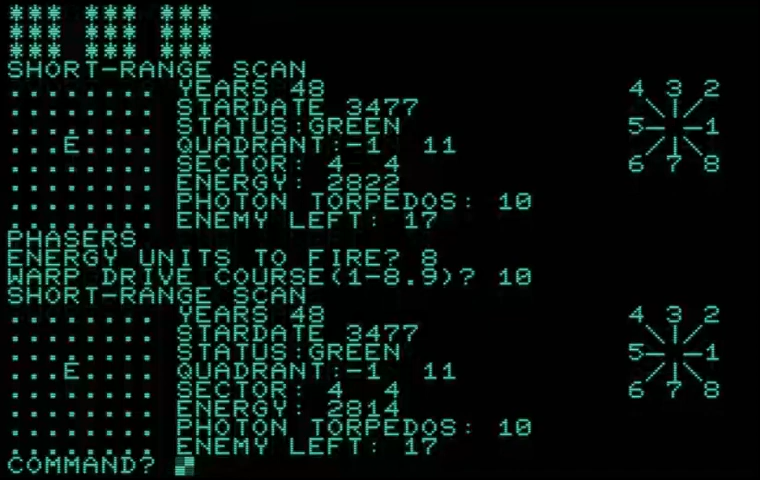 *** *** ***
*** *** ***
*** *** ***
SHORT-RANGE SCAN
........ YEARS 48 4 3 2
........ STARDATE 3477
........ STATUS:GREEN 5 1
...E.... QUADRANT:-1 11
........ SECTOR: 4 4 6 7 8
........ ENERGY: 2822
........ PHOTON TORPEDOS: 10
........ ENEMY LEFT: 17
PHASERS
ENERGY UNITS TO FIRE? 8
WARP DRIVE COURSE(1-8.9)? 10
SHORT-RANGE SCAN
........ YEARS 48 4 3 2
........ STARDATE 3477
........ STATUS:GREEN 5 1
...E.... QUADRANT:-1 11
........ SECTOR: 4 4 6 7 8
........ ENERGY: 2814
........ PHOTON TORPEDOS: 10
........ ENEMY LEFT: 17
COMMAND?